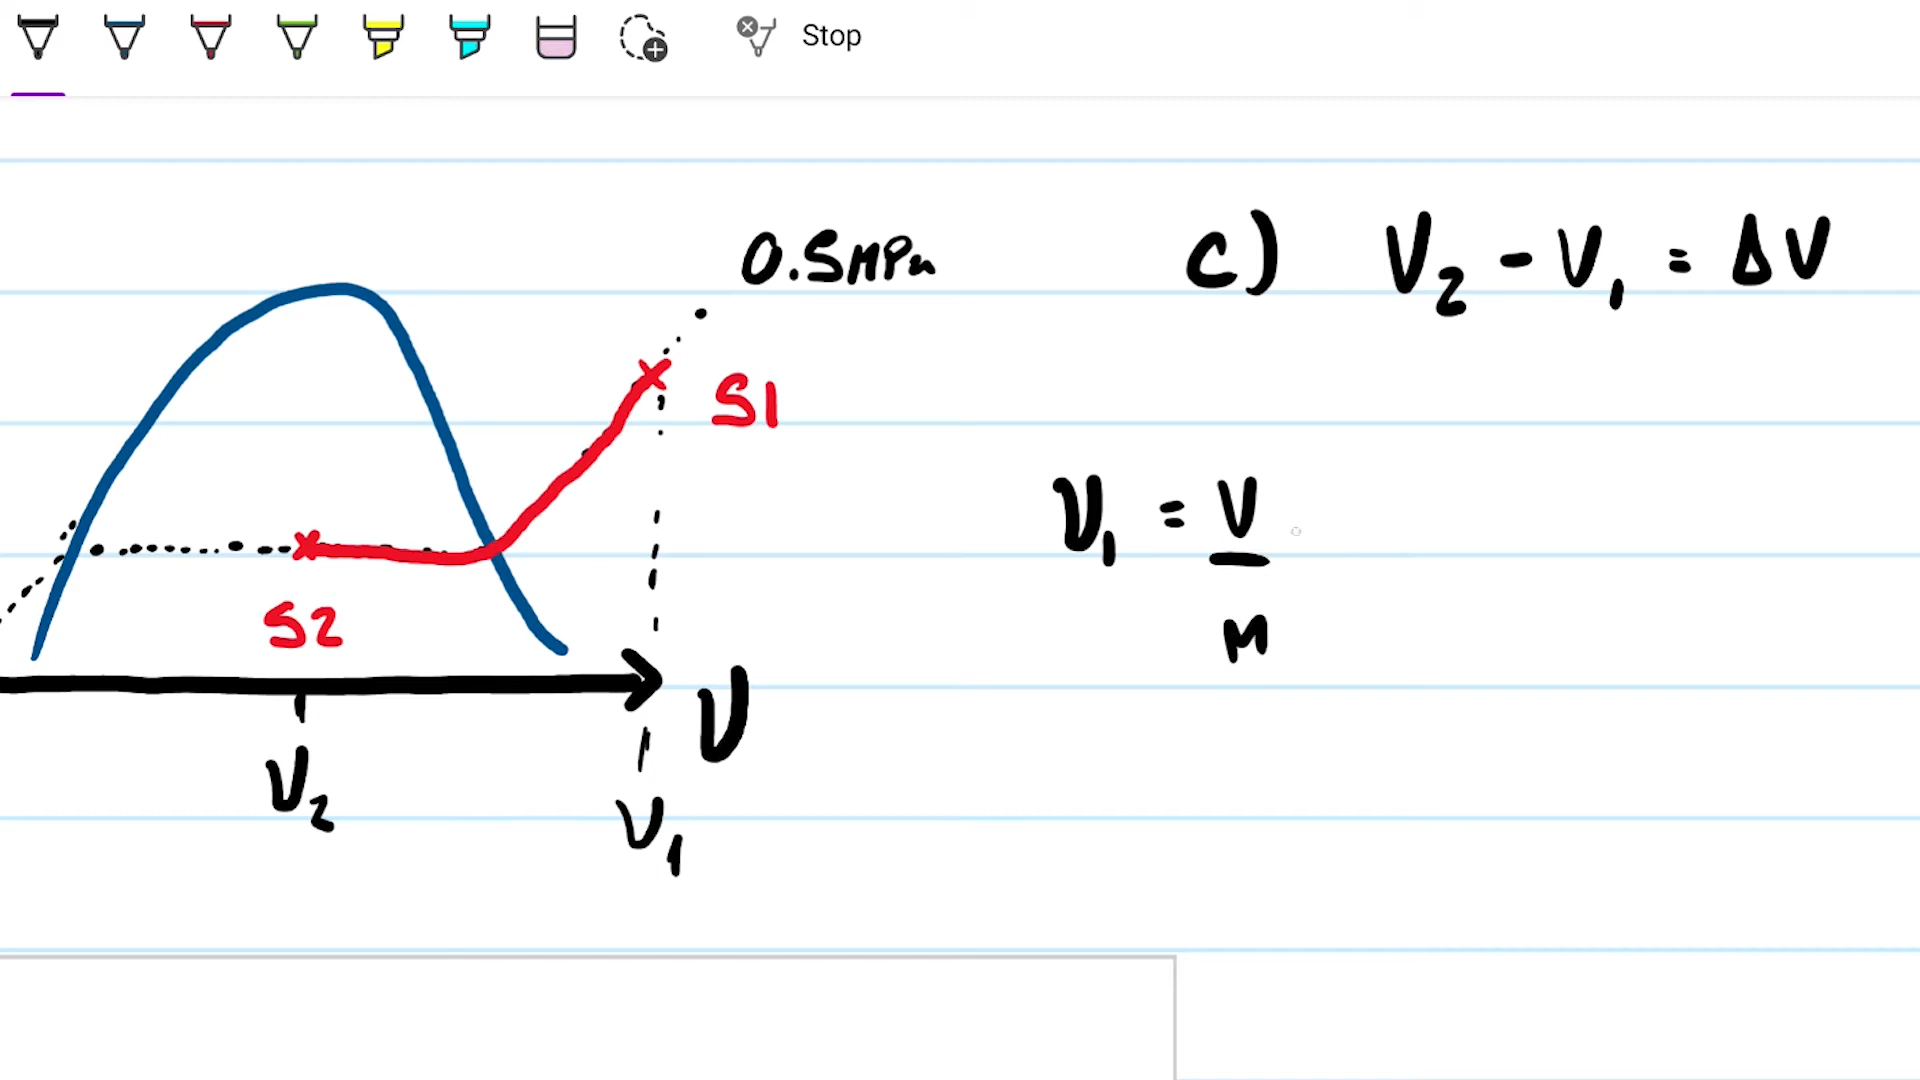 Stop
0.5MPa
C) V₂ - V₁ = ΔV
S1
V₁ = V
M
S2
V
V₂
V₁